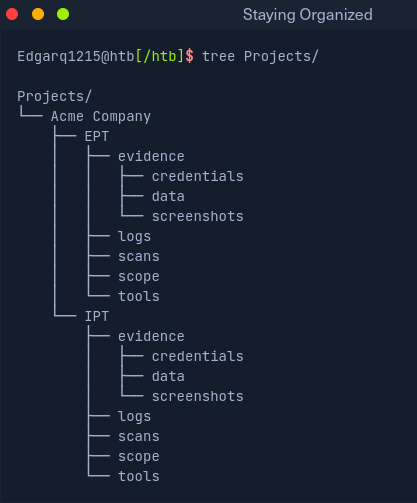 Staying Organized
Edgarq1215@htb[/htb]$ tree Projects/
Projects/
└── Acme Company
    ├── EPT
    │   ├── evidence
    │   │   ├── credentials
    │   │   ├── data
    │   │   └── screenshots
    │   ├── logs
    │   ├── scans
    │   ├── scope
    │   └── tools
    └── IPT
        ├── evidence
        │   ├── credentials
        │   ├── data
        │   └── screenshots
        ├── logs
        ├── scans
        ├── scope
        └── tools